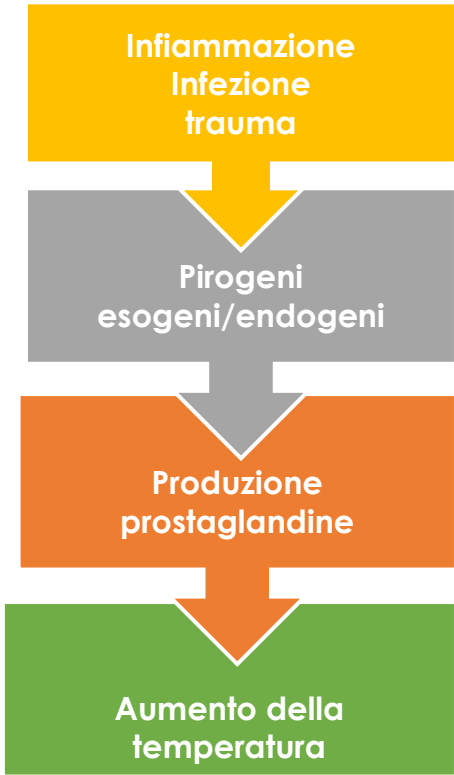 Infiammazione
Infezione
trauma
Pirogeni
esogeni/endogeni
Produzione
prostaglandine
Aumento della
temperatura